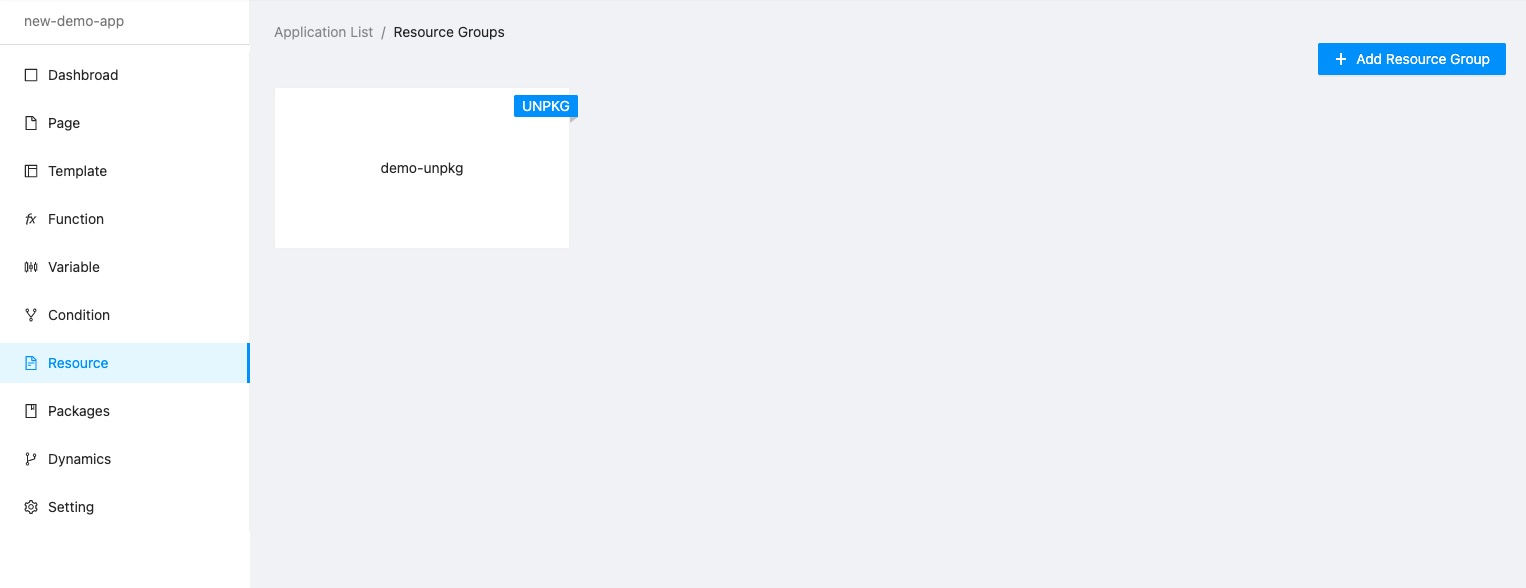 new-demo-app
Application List / Resource Groups
+ Add Resource Group
Dashbroad
Page
Template
Function
Variable
Condition
Resource
Packages
Dynamics
Setting
UNPKG
demo-unpkg